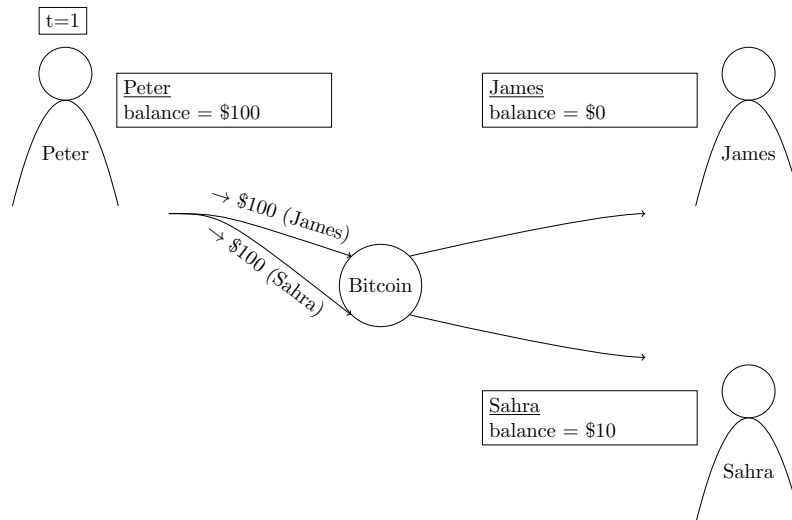 t=1
Peter
balance = $100
Peter
James
balance = $0
James
→ $100 (James)
→ $100 (Sahra)
Bitcoin
Sahra
balance = $10
Sahra